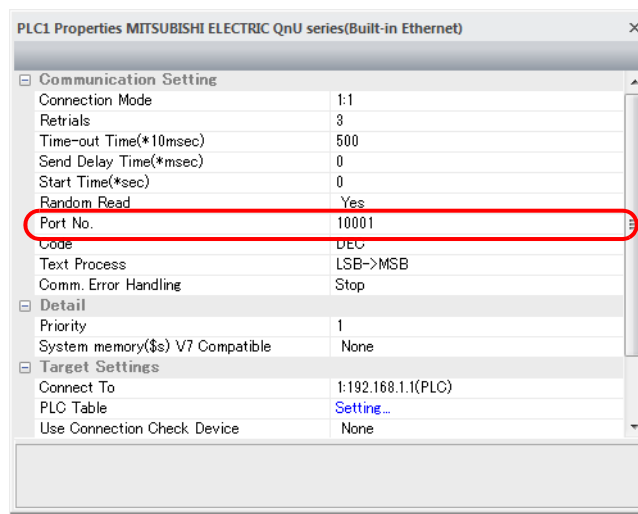 PLC1 Properties MITSUBISHI ELECTRIC QnU series(Built-in Ethernet)
Communication Setting
Connection Mode 1:1
Retrials 3
Time-out Time(*10msec) 500
Send Delay Time(*msec) 0
Start Time(*sec) 0
Random Read Yes
Port No. 10001
Code DEC
Text Process LSB->MSB
Comm. Error Handling Stop
Detail
Priority 1
System memory($s) V7 Compatible None
Target Settings
Connect To 1:192.168.1.1(PLC)
PLC Table Setting...
Use Connection Check Device None